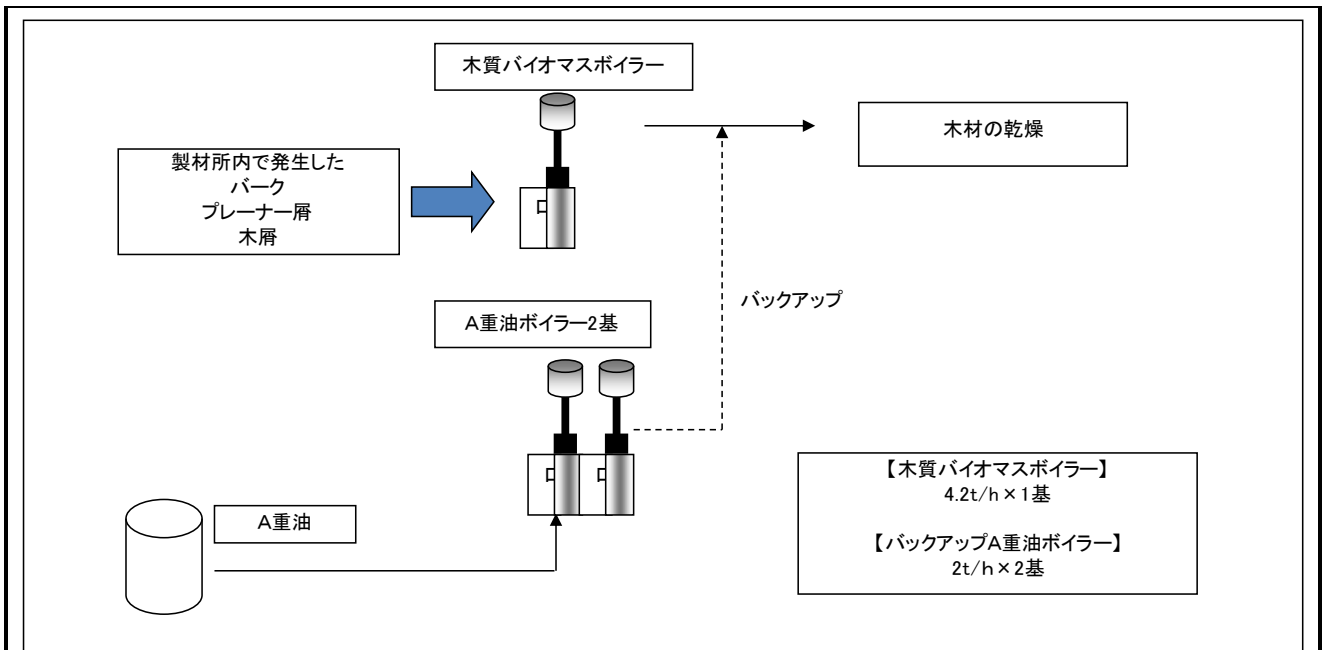 木質バイオマスボイラー
木材の乾燥
製材所内で発生した
バーク
プレーナー屑
木屑
バックアップ
A重油ボイラー2基
A重油
【木質バイオマスボイラー】
4.2t/h×1基
【バックアップA重油ボイラー】
2t/h×2基